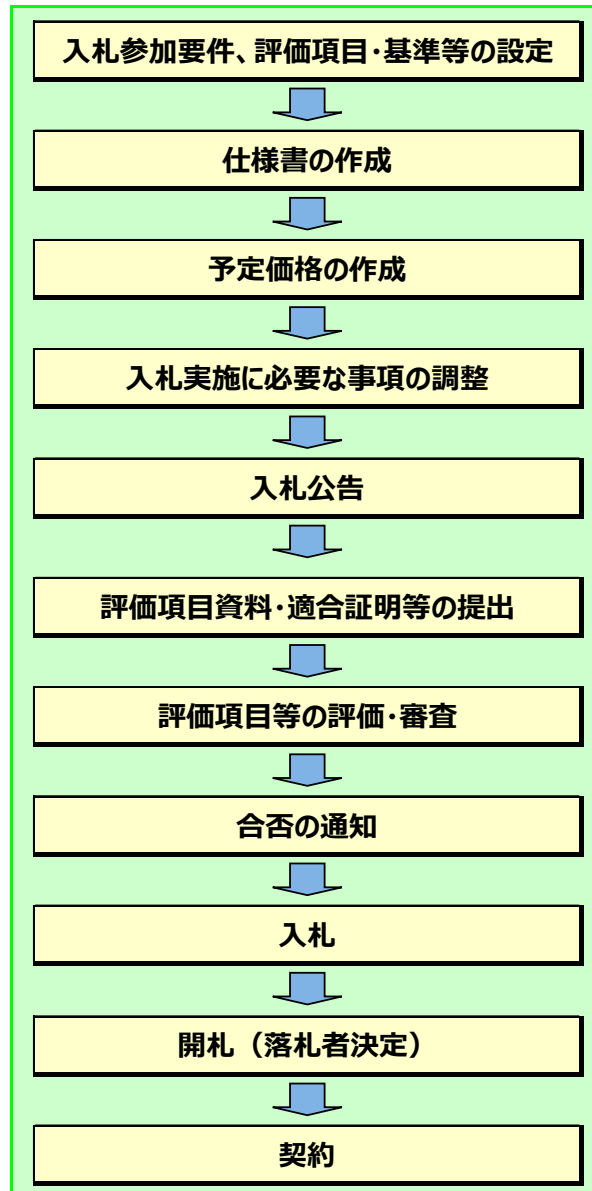 入札参加要件、評価項目・基準等の設定
仕様書の作成
予定価格の作成
入札実施に必要な事項の調整
入札公告
評価項目資料・適合証明等の提出
評価項目等の評価・審査
合否の通知
入札
開札（落札者決定）
契約